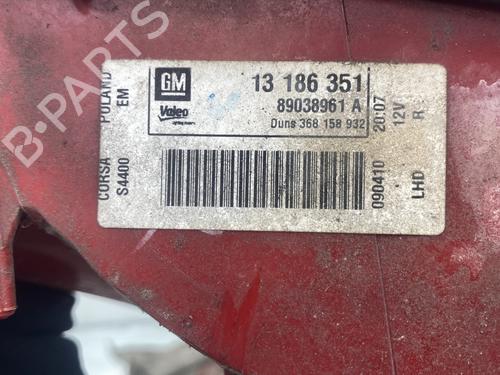 GM
13 186 351
89038961 A
Valeo
Duns 368 158 932
CORSA POLAND
S4400 EM
090410 20:07
LHD 12V R